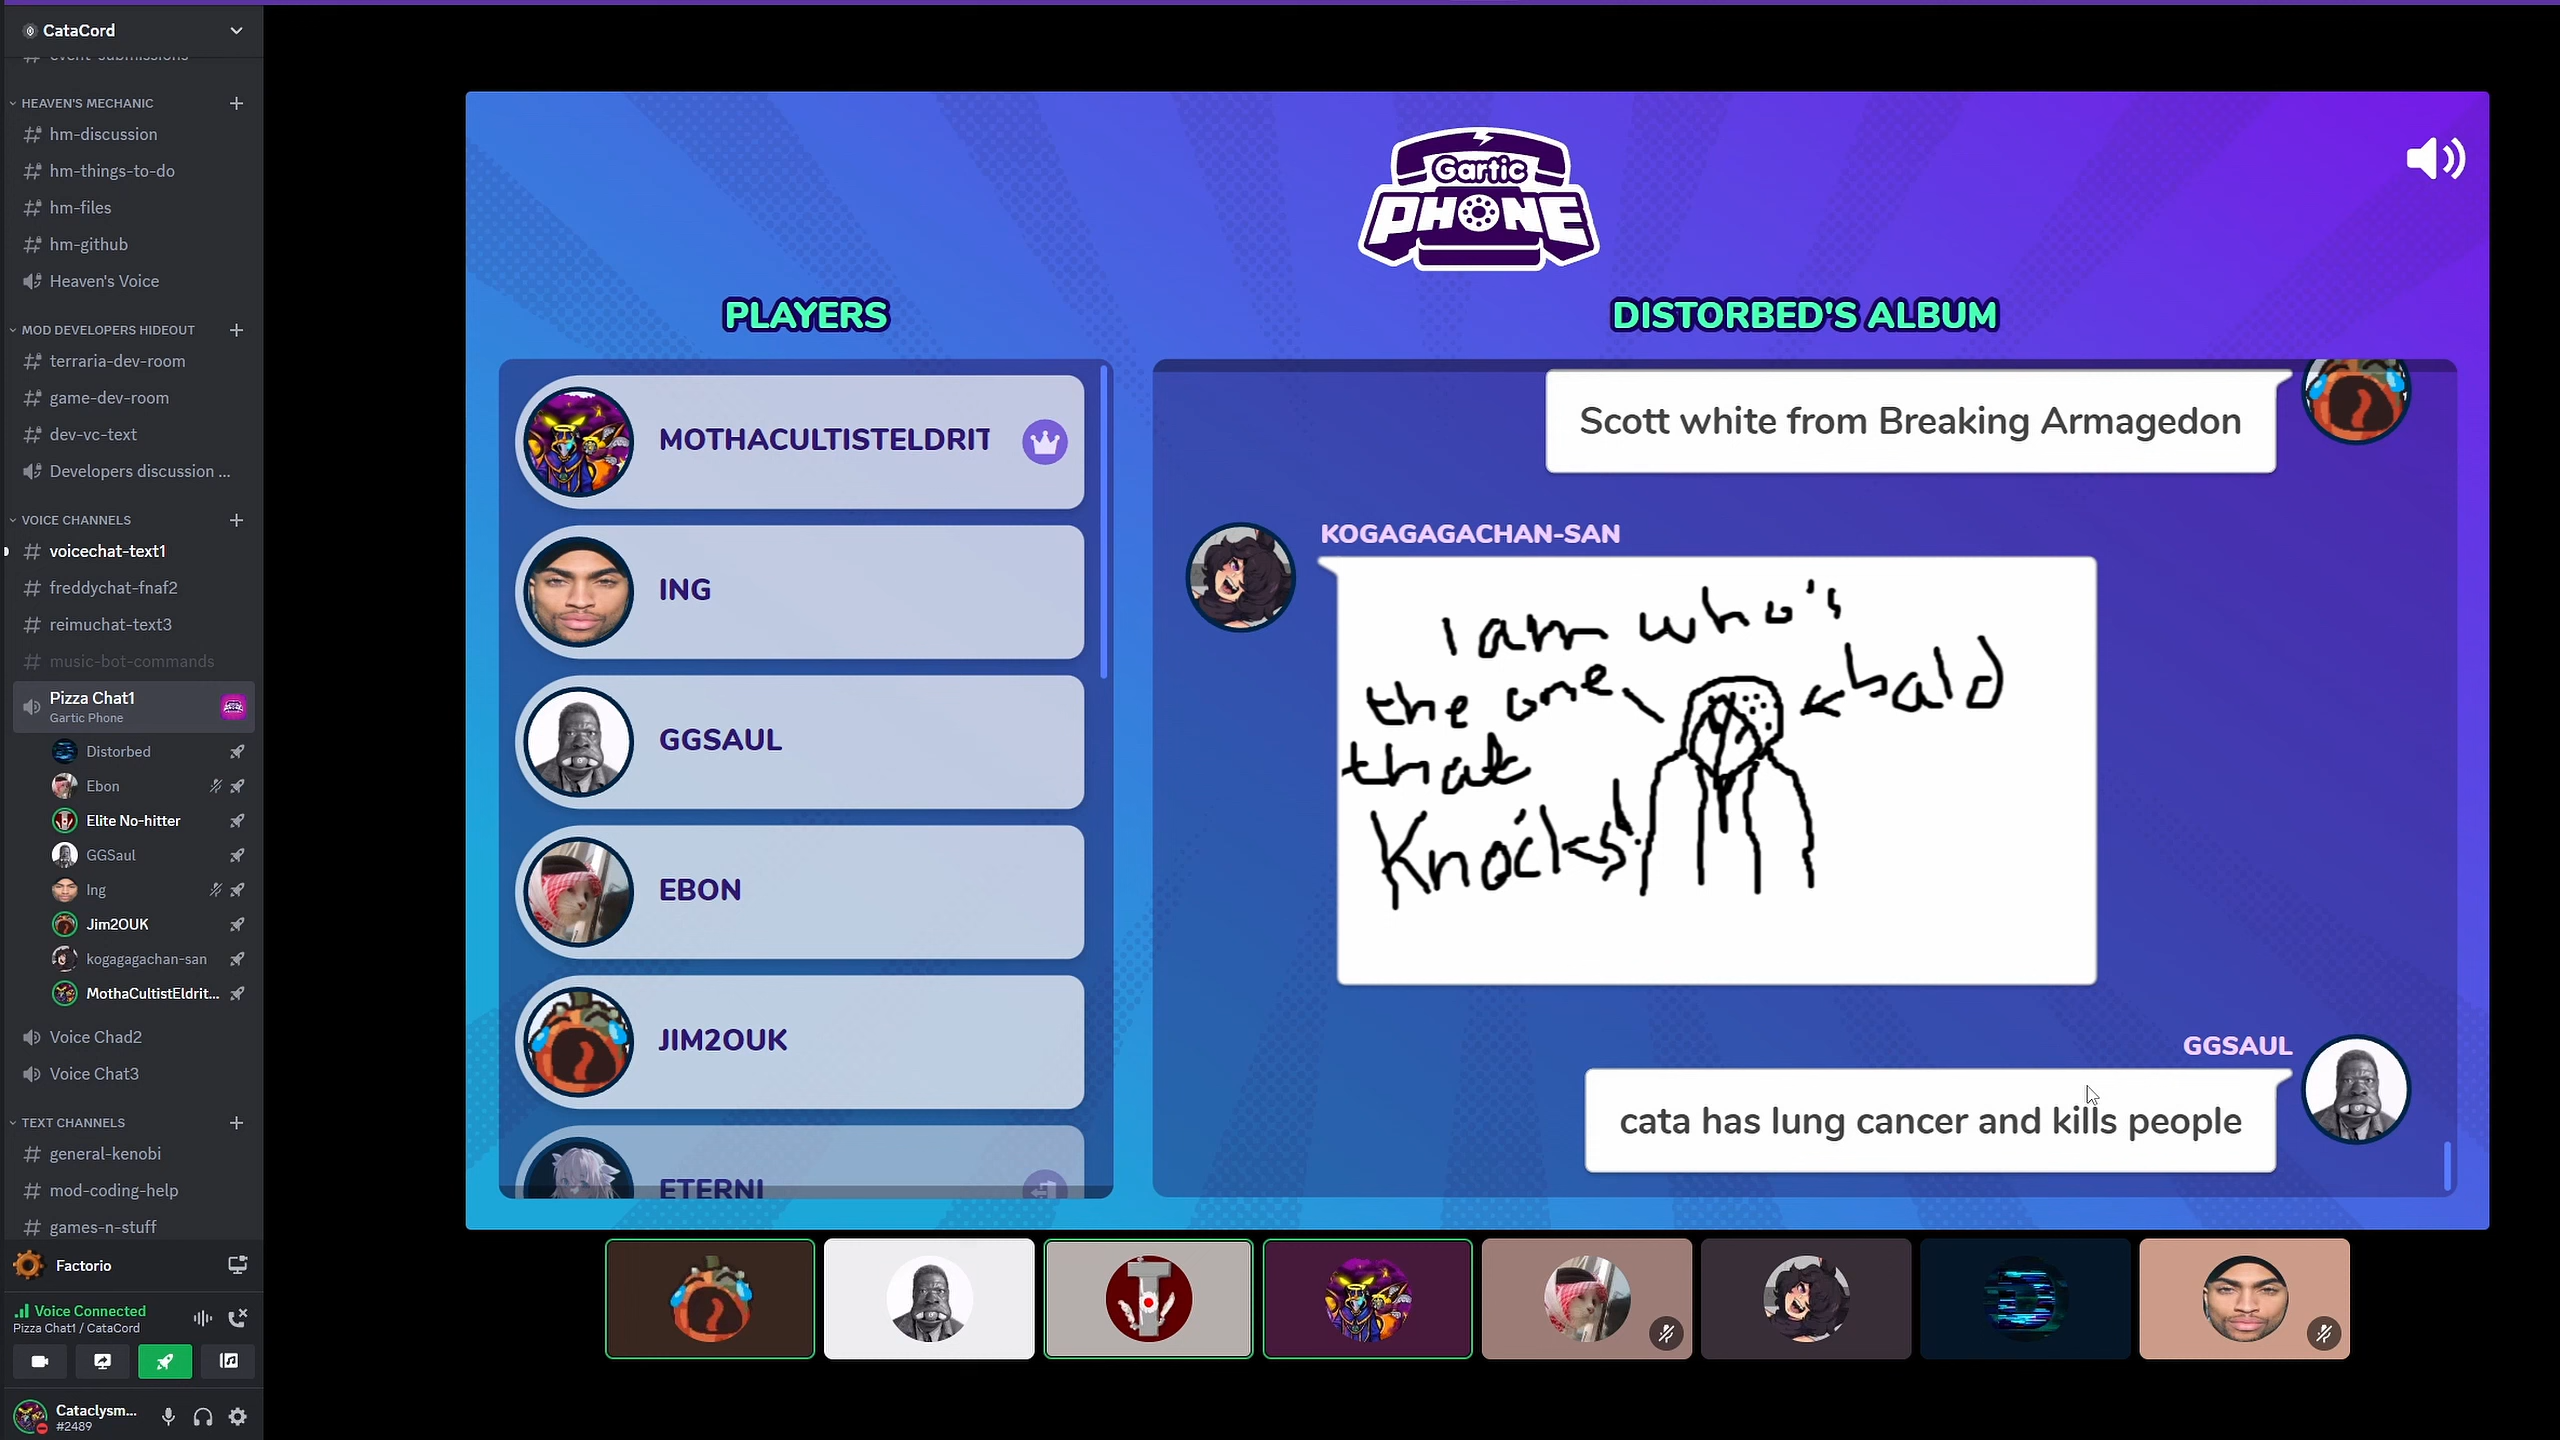 CataCord
event-submissions
HEAVEN'S MECHANIC
hm-discussion
hm-things-to-do
hm-files
hm-github
Heaven's Voice
MOD DEVELOPERS HIDEOUT
terraria-dev-room
game-dev-room
dev-vc-text
Developers discussion ...
VOICE CHANNELS
voicechat-text1
freddychat-fnaf2
reimuchat-text3
music-bot-commands
Pizza Chat1
Gartic Phone
Distorbed
Ebon
Elite No-hitter
GGSaul
Ing
Jim2OUK
kogagagachan-san
MothaCultistEldrit...
Voice Chad2
Voice Chat3
TEXT CHANNELS
general-kenobi
mod-coding-help
games-n-stuff
Factorio
Voice Connected
Pizza Chat1 / CataCord
Cataclysm...
#2489
Gartic
PHONE
PLAYERS
MOTHACULTISTELDRIT
ING
GGSAUL
EBON
JIM2OUK
ETERNI
DISTORBED'S ALBUM
Scott white from Breaking Armagedon
KOGAGAGACHAN-SAN
I am who's
the one
bald
that
Knocks!
GGSAUL
cata has lung cancer and kills people